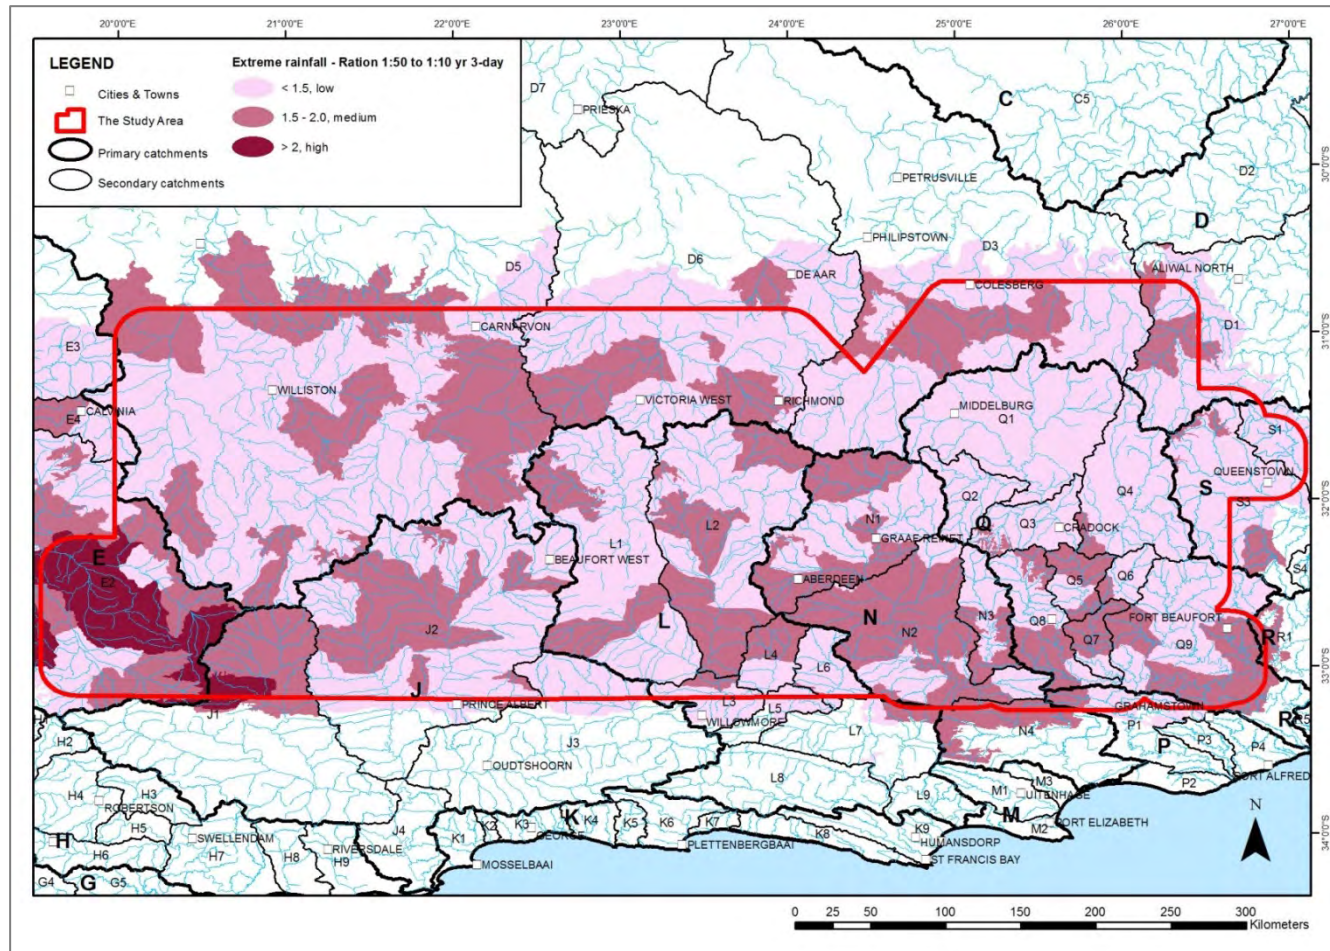 20°0'0"E 21°0'0"E 22°0'0"E 23°0'0"E 24°0'0"E 25°0'0"E 26°0'0"E 27°0'0"E
LEGEND
Cities & Towns
The Study Area
Primary catchments
Secondary catchments
Extreme rainfall - Ration 1:50 to 1:10 yr 3-day
< 1.5, low
1.5 - 2.0, medium
> 2, high
30°0'0"S
31°0'0"S
32°0'0"S
33°0'0"S
34°0'0"S
D7
PRIESKA
C
C5
D2
PETRUSVILLE
D
PHILIPSTOWN
D3
D5
D6
DE AAR
ALIWAL NORTH
COLESBERG
D1
CARNARVON
E3
WILLISTON
VICTORIA WEST
RICHMOND
MIDDELBURG
Q1
CALVINIA
E4
S1
QUEENSTOWN
S
S3
Q2
Q4
L2
N1
Q
Q3
CRADOCK
GRAAF REINET
L1
BEAUFORT WEST
E
E2
ABERDEEN
Q5
Q6
S4
N3
Q8
FORT BEAUFORT
L
N
N2
Q7
Q9
R
R1
J2
L4
L6
J
PRINCE ALBERT
L3
L5
WILLOWMORE
GRAHAMSTOWN
J1
L7
N4
P1
P
P3
P4
H2
J3
OUDTSHOORN
L8
PORT ALFRED
P2
H4
H3
ROBERTSON
H5
M1
M3
UITENHAGE
L9
M
M2
PORT ELIZABETH
N
H
H6
SWELLENDAM
H7
H8
RIVERSDALE
H9
J4
K1
K2
K3
GEORGE
K
K4
K5
K6
K7
K8
K9
HUMANSDORP
PLETTENBERGBAAI
ST FRANCIS BAY
MOSSELBAAI
G4
G
G5
0 25 50 100 150 200 250 300
Kilometers